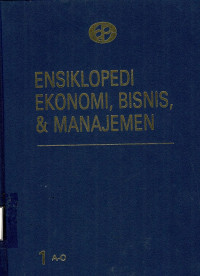 ENSIKLOPEDI
EKONOMI, BISNIS,
& MANAJEMEN
1 A-O